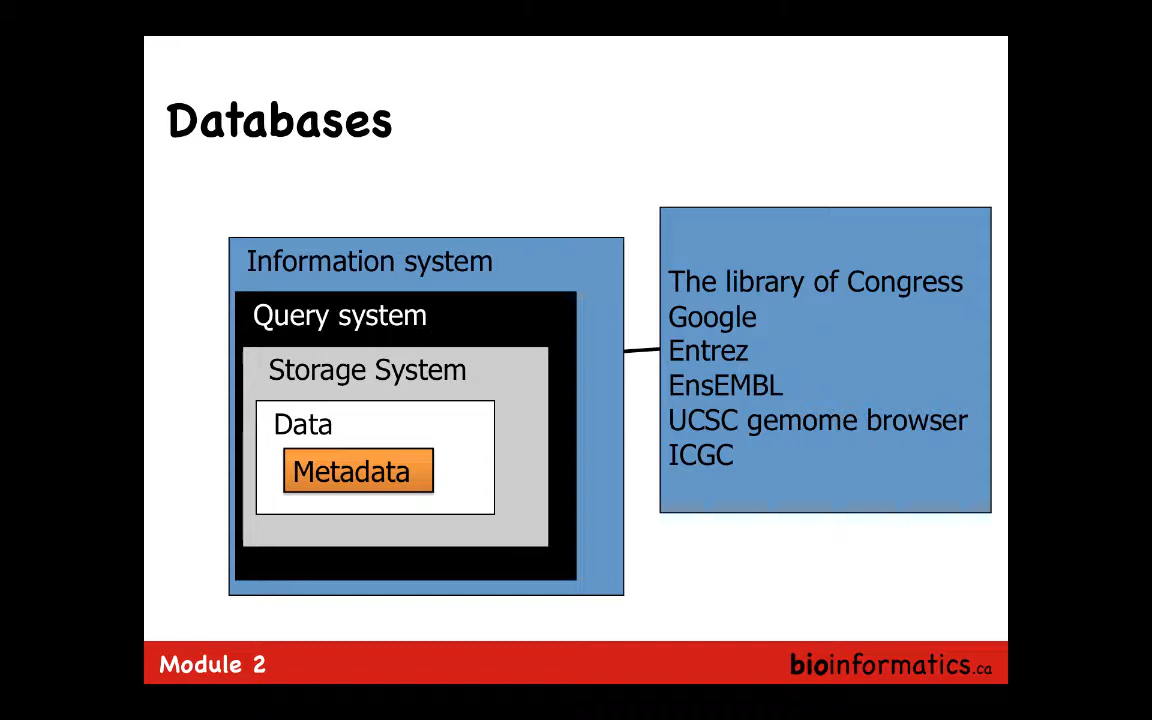 Databases
Information system
Query system
Storage System
Data
Metadata
The library of Congress
Google
Entrez
EnsEMBL
UCSC gemome browser
ICGC
Module 2
bioinformatics.ca